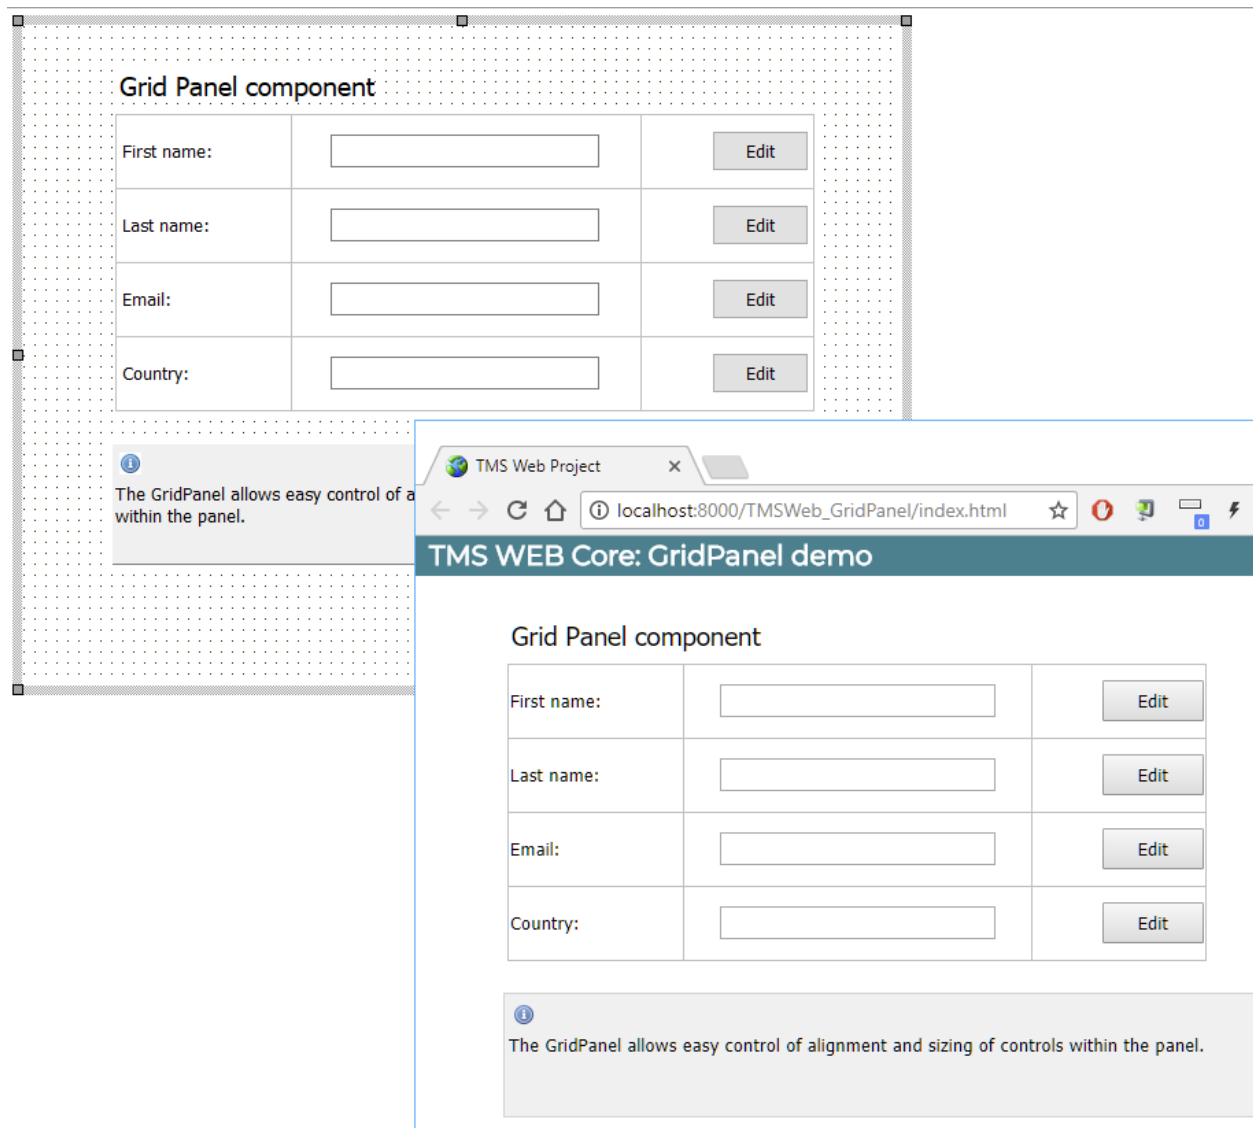 Grid Panel component
First name:
Edit
Last name:
Edit
Email:
Edit
Country:
Edit
The GridPanel allows easy control of a
within the panel.
TMS Web Project
localhost:8000/TMSWeb_GridPanel/index.html
0
TMS WEB Core: GridPanel demo
Grid Panel component
First name:
Edit
Last name:
Edit
Email:
Edit
Country:
Edit
The GridPanel allows easy control of alignment and sizing of controls within the panel.